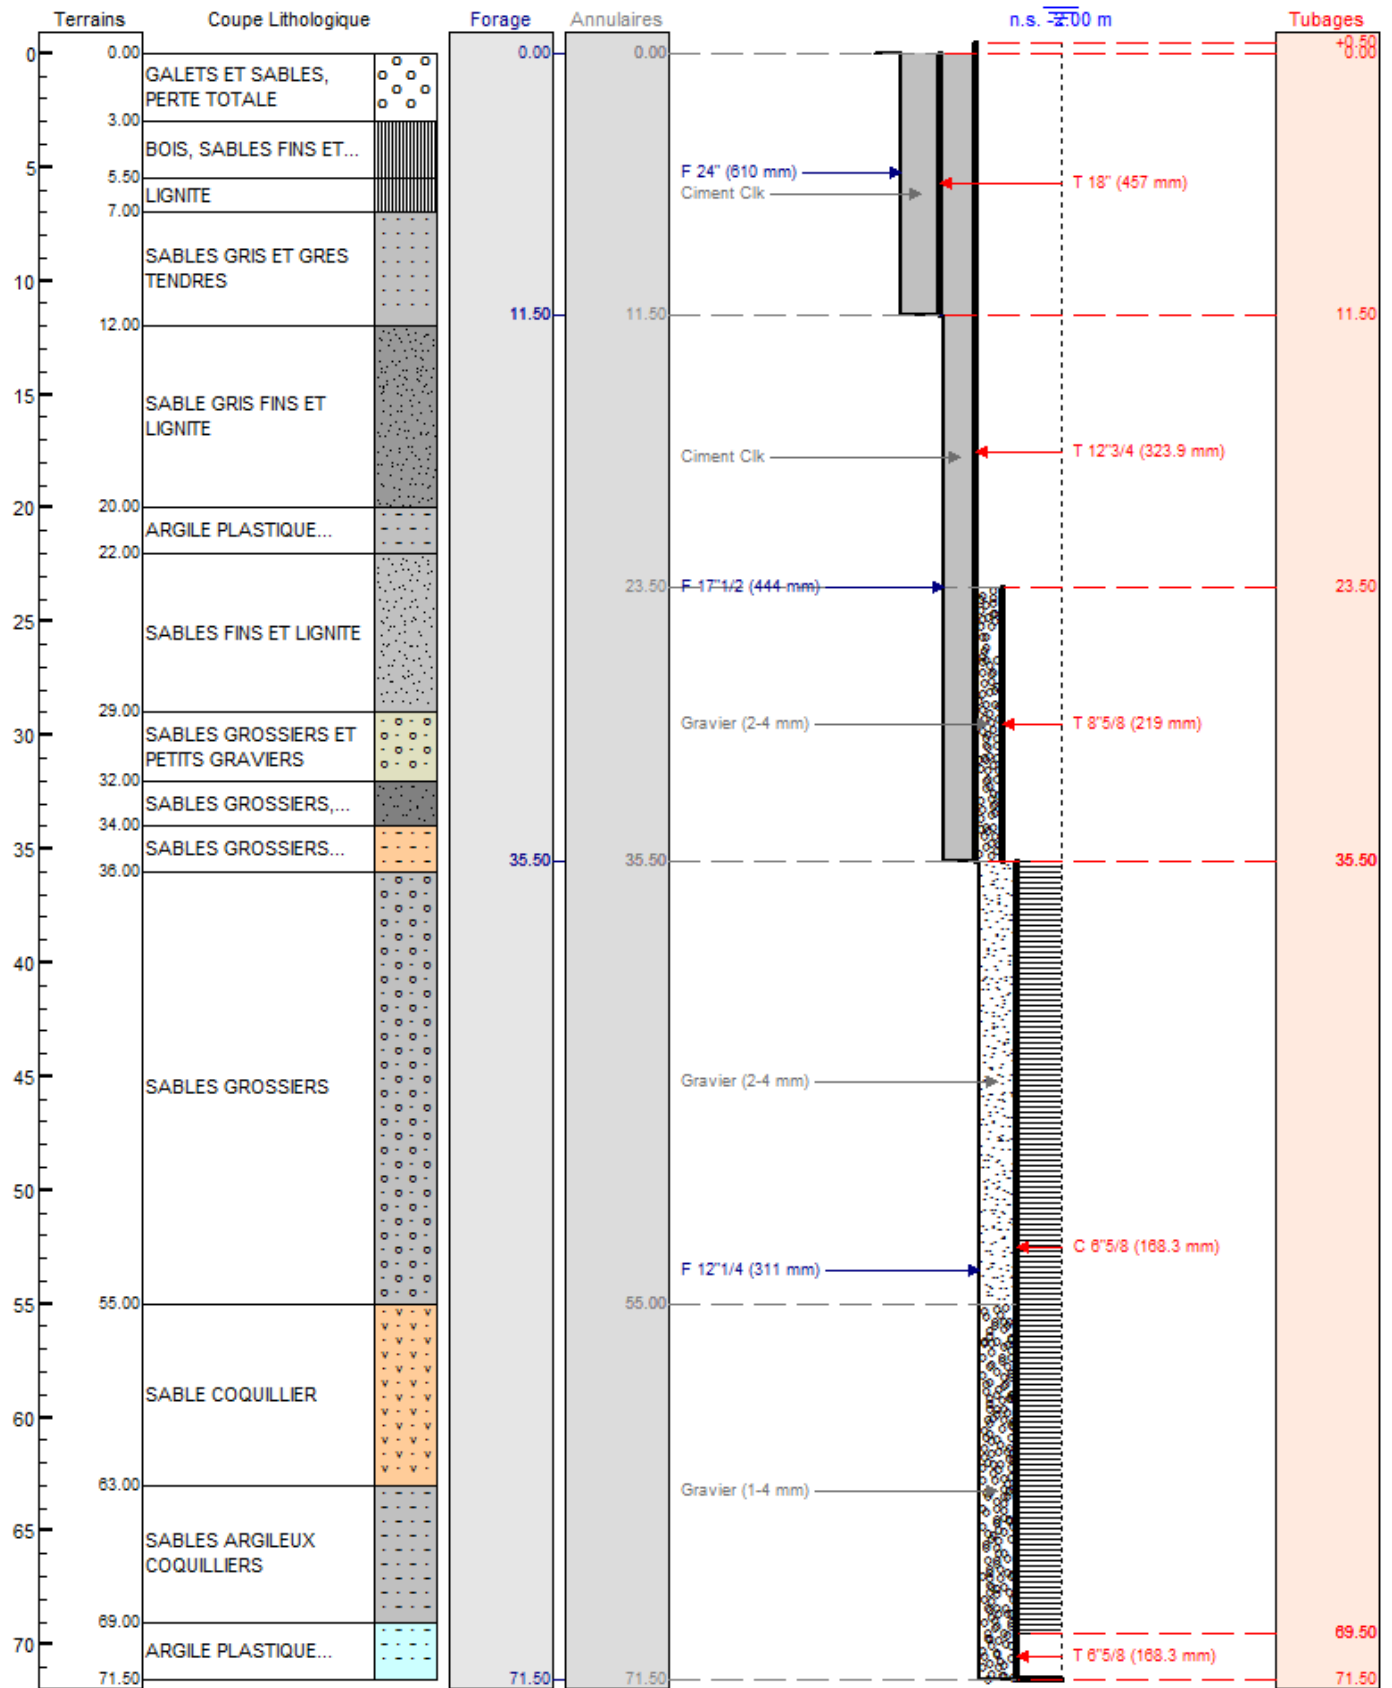 Terrains
Coupe Lithologique
Forage
Annulaires
n.s. -2.00 m
Tubages
0
5
10
15
20
25
30
35
40
45
50
55
60
65
70
0.00
3.00
5.50
7.00
12.00
20.00
22.00
29.00
32.00
34.00
36.00
55.00
63.00
69.00
71.50
GALETS ET SABLES,
PERTE TOTALE
BOIS, SABLES FINS ET...
LIGNITE
SABLES GRIS ET GRES
TENDRES
SABLE GRIS FINS ET
LIGNITE
ARGILE PLASTIQUE...
SABLES FINS ET LIGNITE
SABLES GROSSIERS ET
PETITS GRAVIERS
SABLES GROSSIERS,...
SABLES GROSSIERS...
SABLES GROSSIERS
SABLE COQUILLIER
SABLES ARGILEUX
COQUILLIERS
ARGILE PLASTIQUE...
0.00
11.50
35.50
71.50
0.00
11.50
23.50
35.50
55.00
71.50
F 24" (610 mm)
Ciment Clk
Ciment Clk
F 17"1/2 (444 mm)
Gravier (2-4 mm)
Gravier (2-4 mm)
F 12"1/4 (311 mm)
Gravier (1-4 mm)
T 18" (457 mm)
T 12"3/4 (323.9 mm)
T 8"5/8 (219 mm)
C 6"5/8 (168.3 mm)
T 6"5/8 (168.3 mm)
+0.50
0.00
11.50
23.50
35.50
69.50
71.50